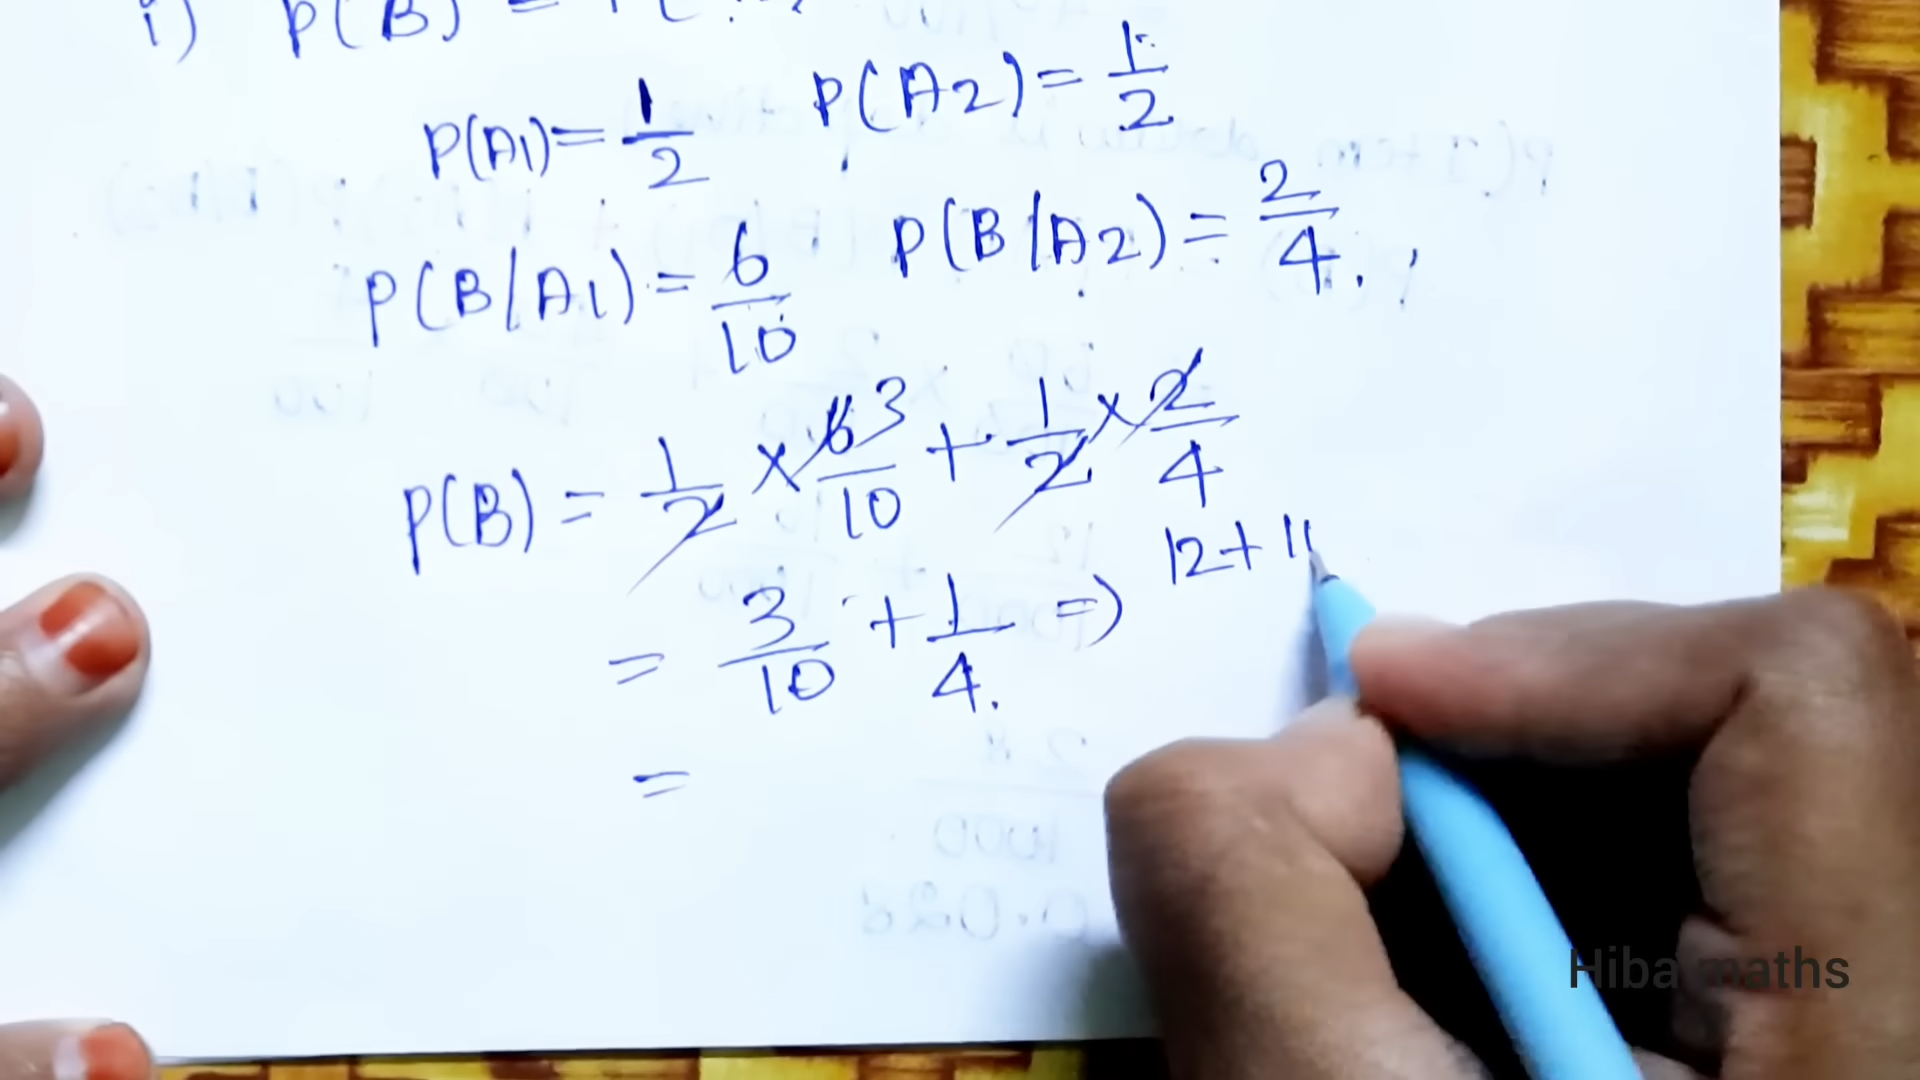 i) P(B) =
P(A1) = 1/2 P(A2) = 1/2
P(B/A1) = 6/10 P(B/A2) = 2/4.
P(B) = 1/2 × 6/10 3 + 1/2 × 2/4
= 3/10 + 1/4. => 12+1
=
Hiba maths